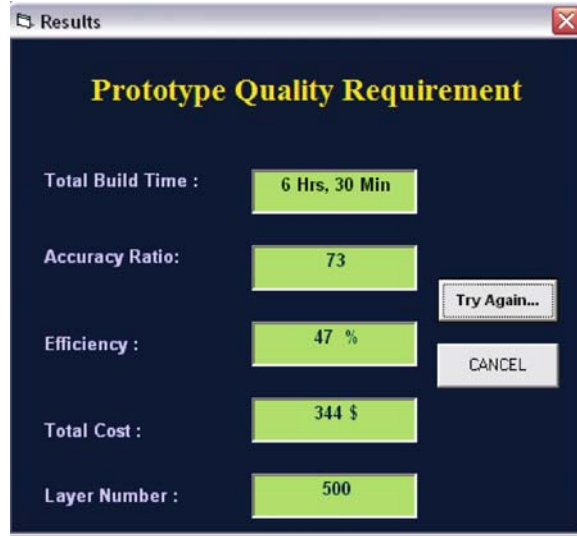 Results
Prototype Quality Requirement
Total Build Time : 6 Hrs, 30 Min
Accuracy Ratio: 73
Try Again...
Efficiency : 47 %
CANCEL
Total Cost : 344 $
Layer Number : 500